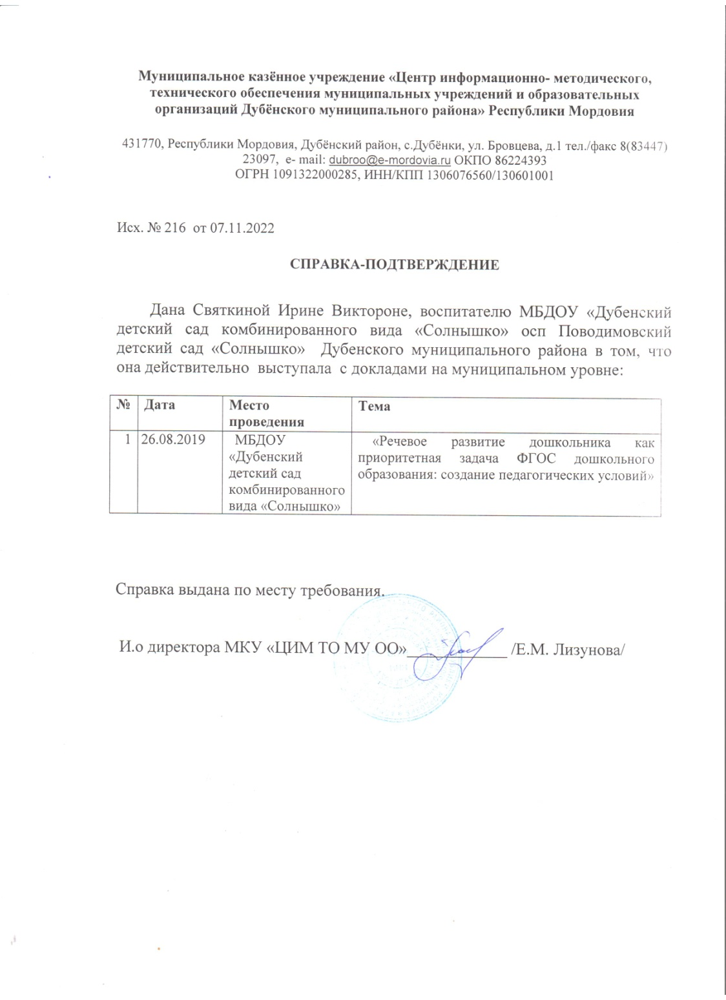 Муниципальное казённое учреждение «Центр информационно- методического,
технического обеспечения муниципальных учреждений и образовательных
организаций Дубёнского муниципального района» Республики Мордовия
431770, Республики Мордовия, Дубёнский район, с.Дубёнки, ул. Бровцева, д.1 тел./факс 8(83447)
23097, е- mail: dubroo@e-mordovia.ru ОКПО 86224393
ОГРН 1091322000285, ИНН/КПП 1306076560/130601001
Исх. № 216 от 07.11.2022
СПРАВКА-ПОДТВЕРЖДЕНИЕ
Дана Святкиной Ирине Викторone, воспитателю МБДОУ «Дубенский
детский сад комбинированного вида «Солнышко» осп Поводимовский
детский сад «Солнышко» Дубенского муниципального района в том, что
она действительно выступала с докладами на муниципальном уровне:
№ Дата Место Тема
проведения
1 26.08.2019 МБДОУ «Речевое развитие дошкольника как
«Дубенский приоритетная задача ФГОС дошкольного
детский сад образования: создание педагогических условий»
комбинированного
вида «Солнышко»
Справка выдана по месту требования.
И.о директора МКУ «ЦИМ ТО МУ ОО»____________ /Е.М. Лизунова/